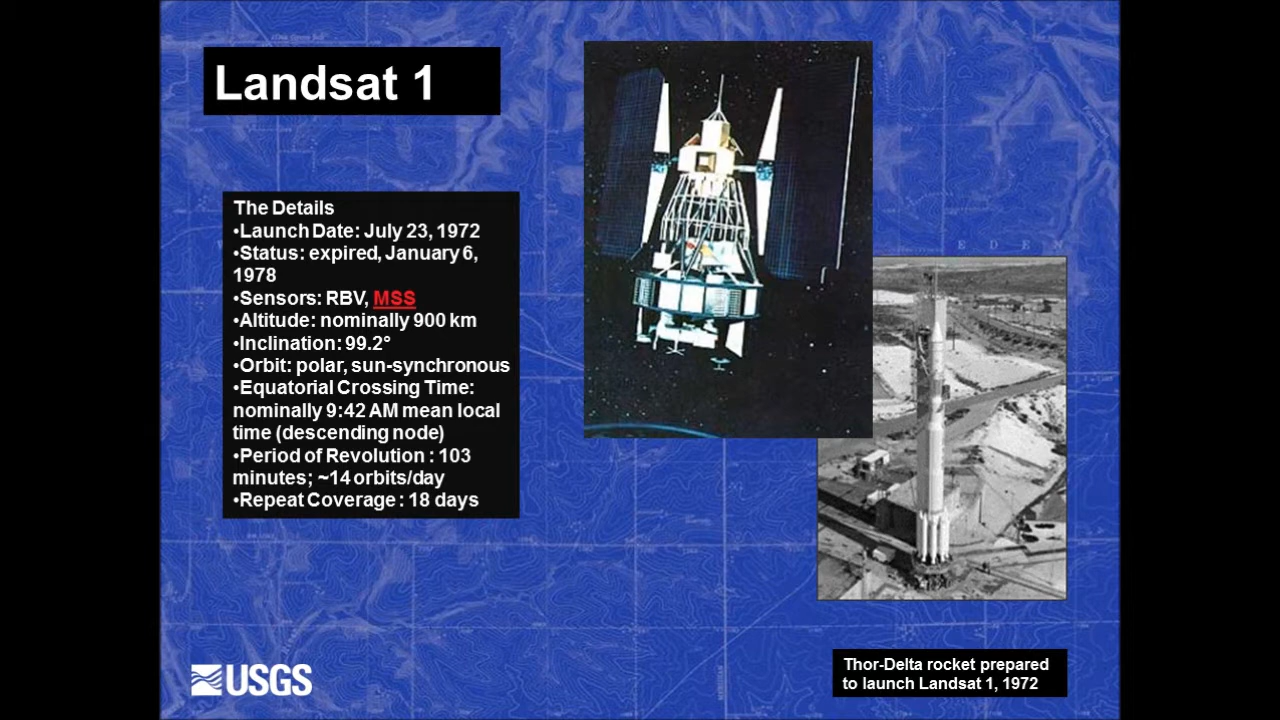 Landsat 1
The Details
•Launch Date: July 23, 1972
•Status: expired, January 6,
1978
•Sensors: RBV, MSS
•Altitude: nominally 900 km
•Inclination: 99.2°
•Orbit: polar, sun-synchronous
•Equatorial Crossing Time:
nominally 9:42 AM mean local
time (descending node)
•Period of Revolution : 103
minutes; ~14 orbits/day
•Repeat Coverage : 18 days
EDEN
USGS
Thor-Delta rocket prepared
to launch Landsat 1, 1972